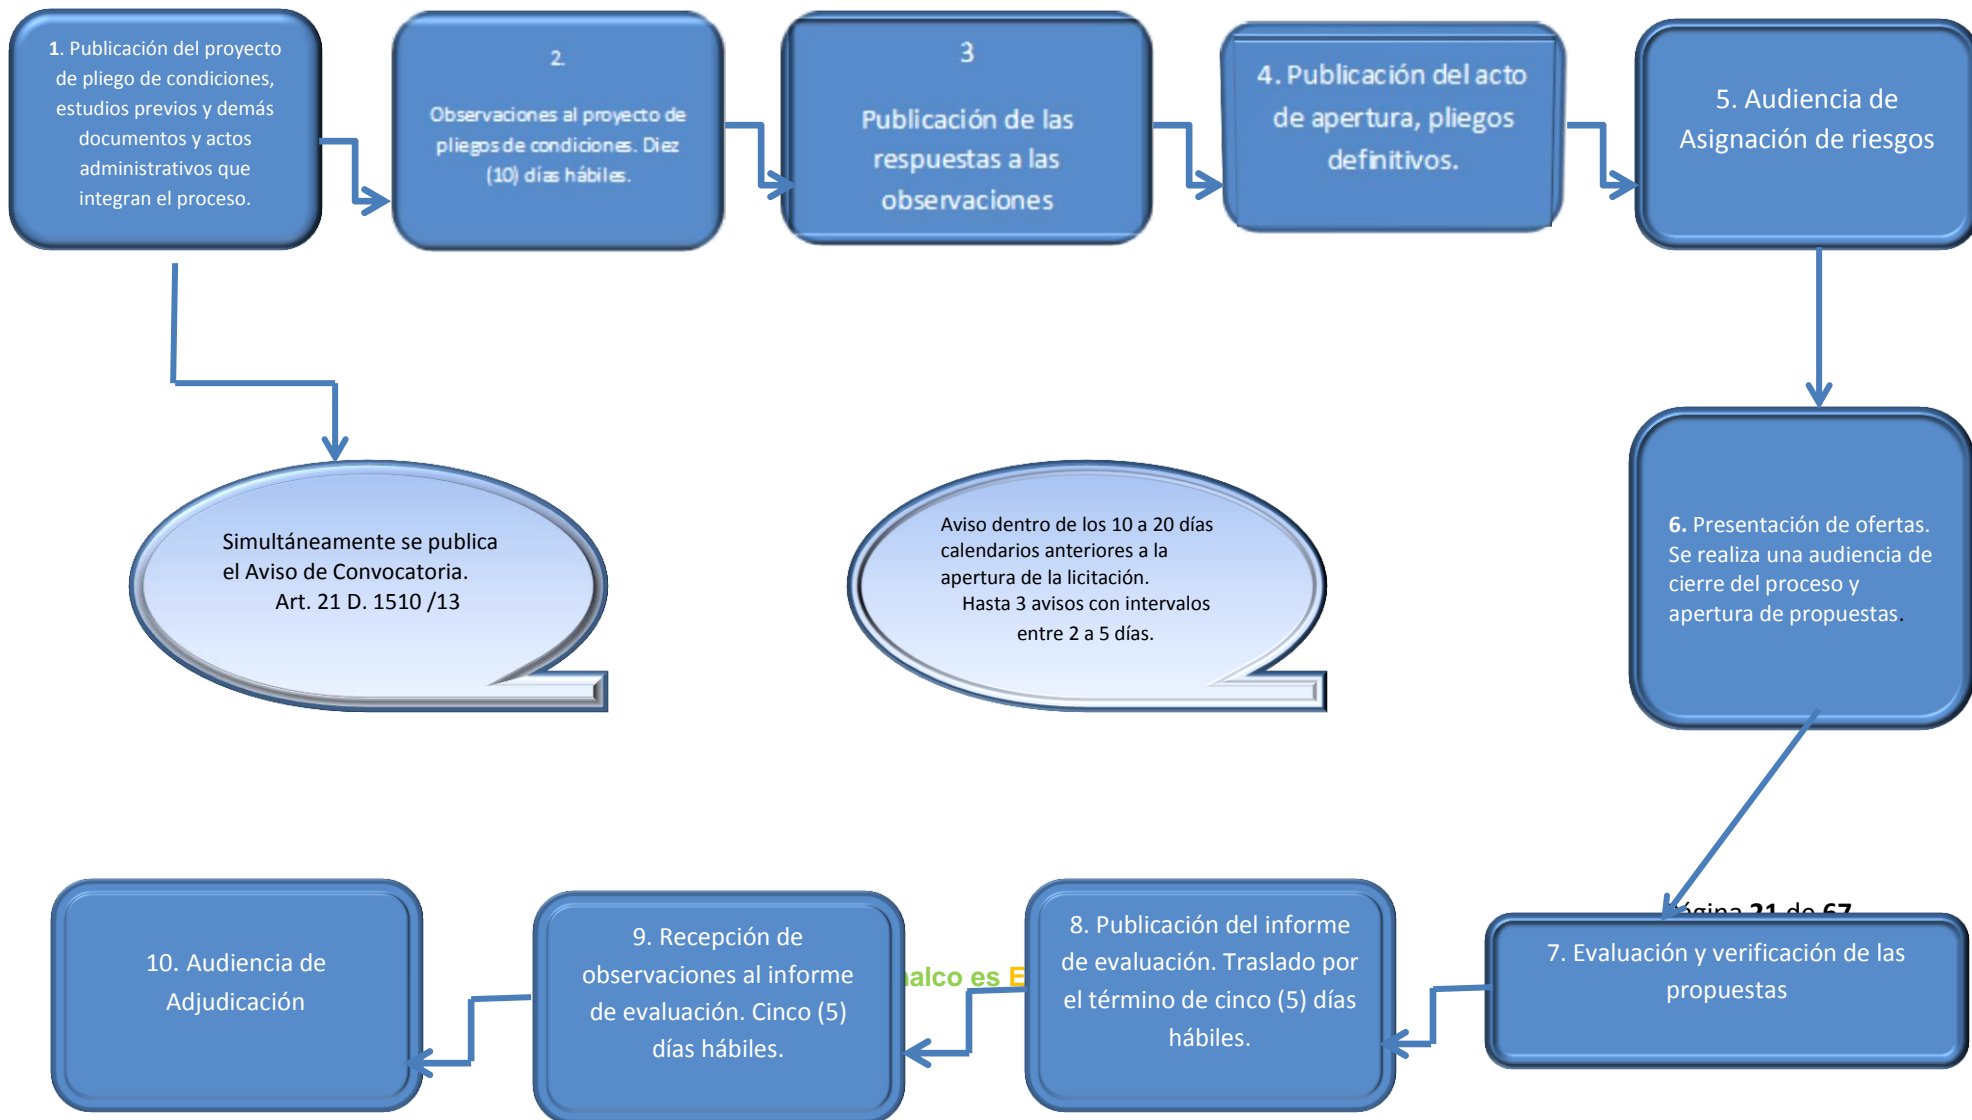 1. Publicación del proyecto
de pliego de condiciones,
estudios previos y demás
documentos y actos
administrativos que
integran el proceso.
2.
Observaciones al proyecto de
pliegos de condiciones. Diez
(10) días hábiles.
3
Publicación de las
respuestas a las
observaciones
4. Publicación del acto
de apertura, pliegos
definitivos.
5. Audiencia de
Asignación de riesgos
Simultáneamente se publica
el Aviso de Convocatoria.
Art. 21 D. 1510 /13
Aviso dentro de los 10 a 20 días
calendarios anteriores a la
apertura de la licitación.
Hasta 3 avisos con intervalos
entre 2 a 5 días.
6. Presentación de ofertas.
Se realiza una audiencia de
cierre del proceso y
apertura de propuestas.
Página 21 de 67
7. Evaluación y verificación de las
propuestas
8. Publicación del informe
de evaluación. Traslado por
el término de cinco (5) días
hábiles.
9. Recepción de
observaciones al informe
de evaluación. Cinco (5)
días hábiles.
10. Audiencia de
Adjudicación
es